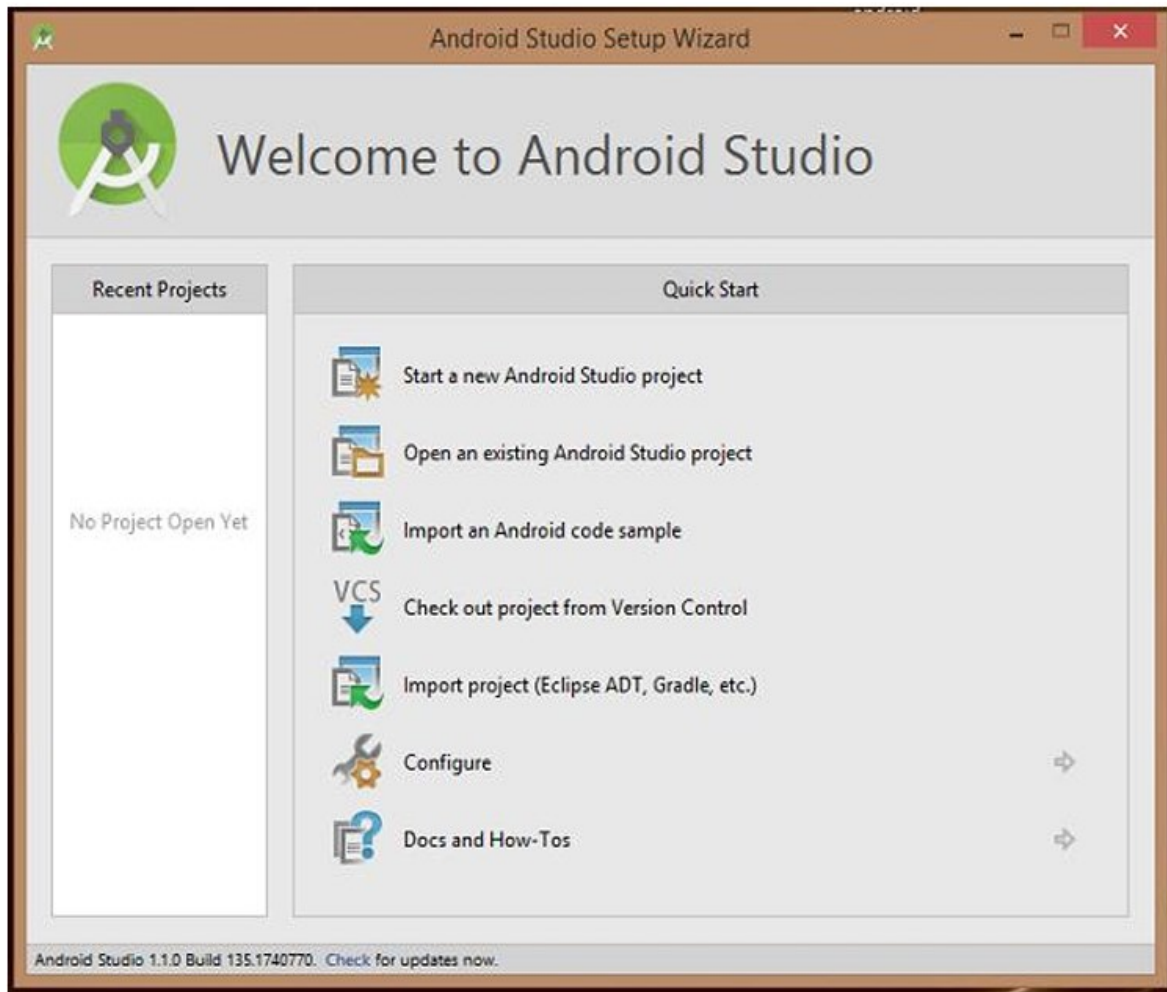 Android Studio Setup Wizard
Welcome to Android Studio
Recent Projects
No Project Open Yet
Quick Start
Start a new Android Studio project
Open an existing Android Studio project
Import an Android code sample
VCS
Check out project from Version Control
Import project (Eclipse ADT, Gradle, etc.)
Configure
Docs and How-Tos
Android Studio 1.1.0 Build 135.1740770. Check for updates now.